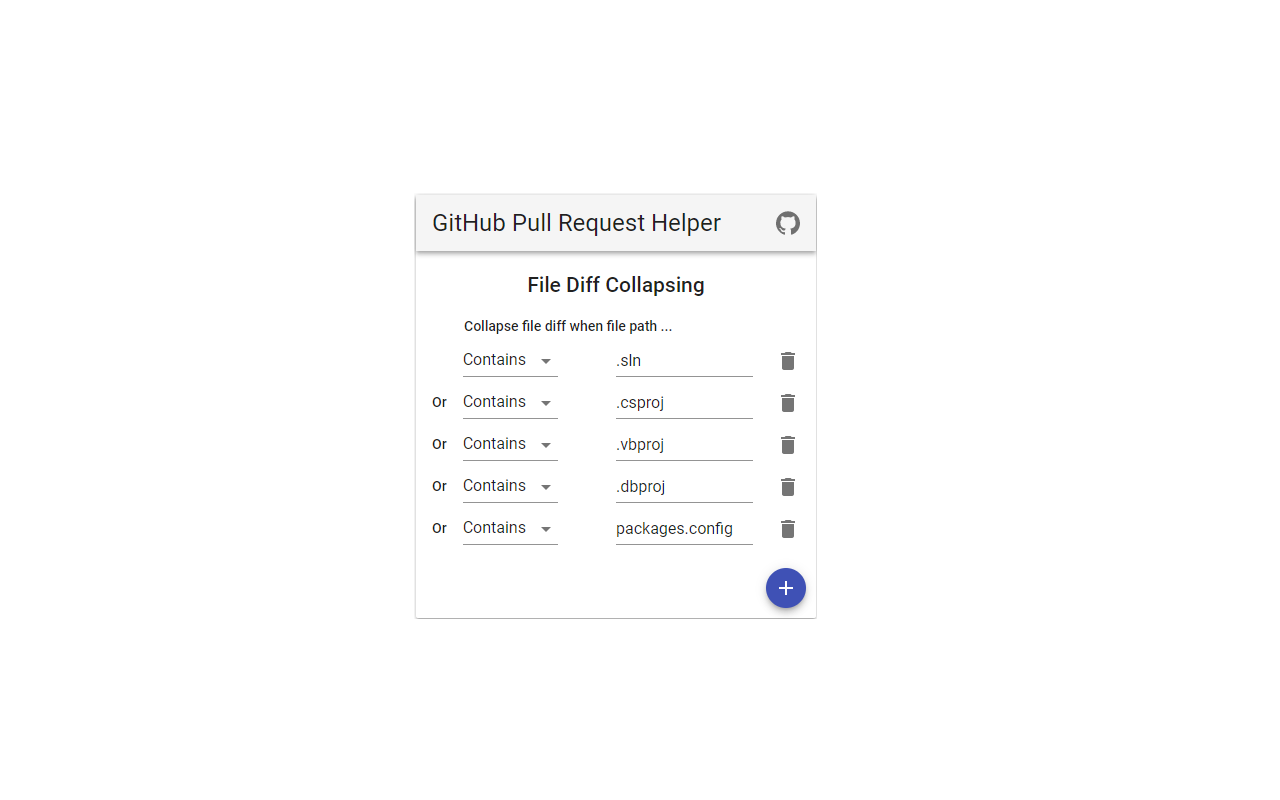 GitHub Pull Request Helper
File Diff Collapsing
Collapse file diff when file path ...
Contains .sln
Or Contains .csproj
Or Contains .vbproj
Or Contains .dbproj
Or Contains packages.config